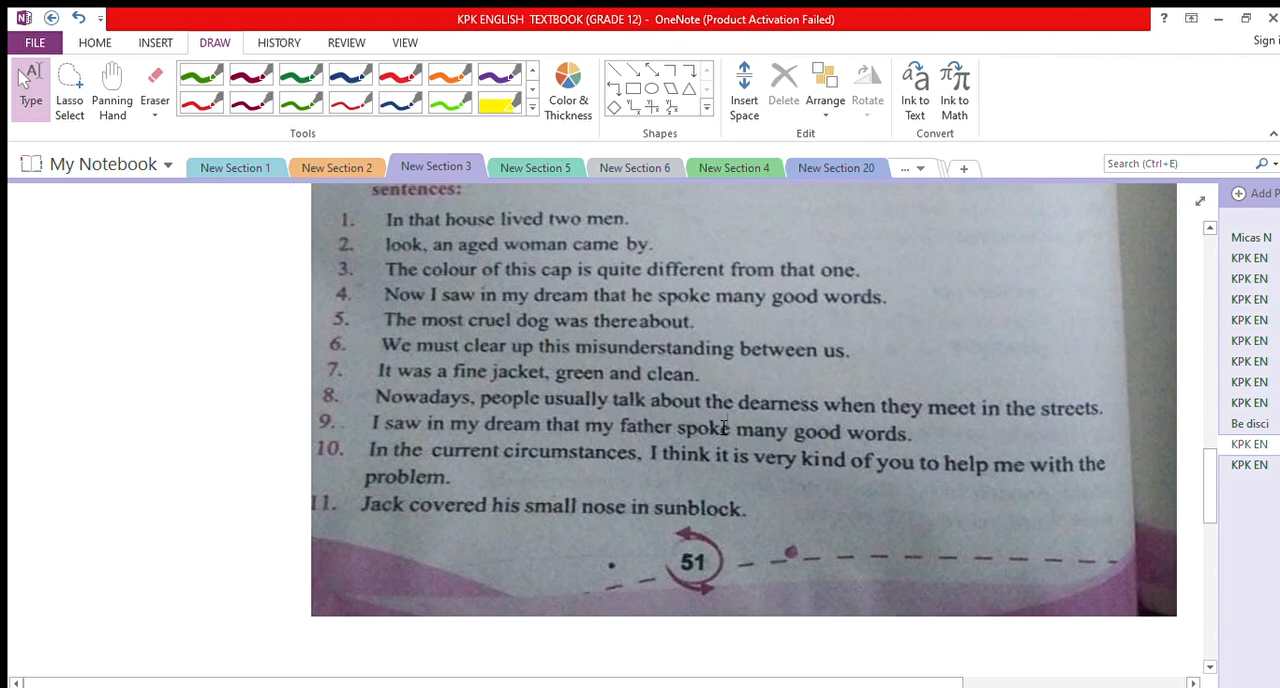 KPK ENGLISH TEXTBOOK (GRADE 12) - OneNote (Product Activation Failed)
FILE HOME INSERT DRAW HISTORY REVIEW VIEW Sign i
Type Lasso Select Panning Hand Eraser Color & Thickness Insert Space Delete Arrange Rotate Ink to Text Ink to Math
Tools Shapes Edit Convert
My Notebook New Section 1 New Section 2 New Section 3 New Section 5 New Section 6 New Section 4 New Section 20 ... Search (Ctrl+E)
Add P
sentences:
1. In that house lived two men.
2. look, an aged woman came by.
3. The colour of this cap is quite different from that one.
4. Now I saw in my dream that he spoke many good words.
5. The most cruel dog was thereabout.
6. We must clear up this misunderstanding between us.
7. It was a fine jacket, green and clean.
8. Nowadays, people usually talk about the dearness when they meet in the streets.
9. I saw in my dream that my father spoke many good words.
10. In the current circumstances, I think it is very kind of you to help me with the
problem.
11. Jack covered his small nose in sunblock.
51
Micas N
KPK EN
KPK EN
KPK EN
KPK EN
KPK EN
KPK EN
KPK EN
KPK EN
Be disci
KPK EN
KPK EN